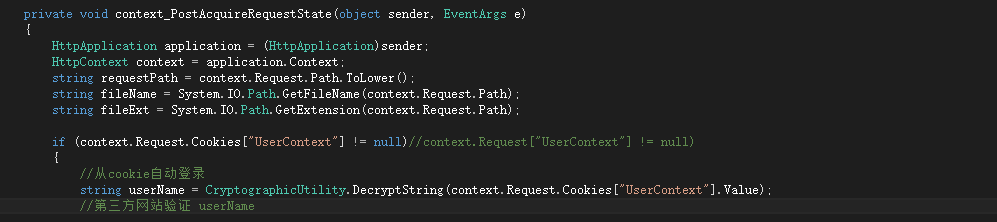 private void context_PostAcquireRequestState(object sender, EventArgs e)
{
HttpApplication application = (HttpApplication)sender;
HttpContext context = application.Context;
string requestPath = context.Request.Path.ToLower();
string fileName = System.IO.Path.GetFileName(context.Request.Path);
string fileExt = System.IO.Path.GetExtension(context.Request.Path);
if (context.Request.Cookies["UserContext"] != null)//context.Request["UserContext"] != null)
{
//从cookie自动登录
string userName = CryptographicUtility.DecryptString(context.Request.Cookies["UserContext"].Value);
//第三方网站验证 userName